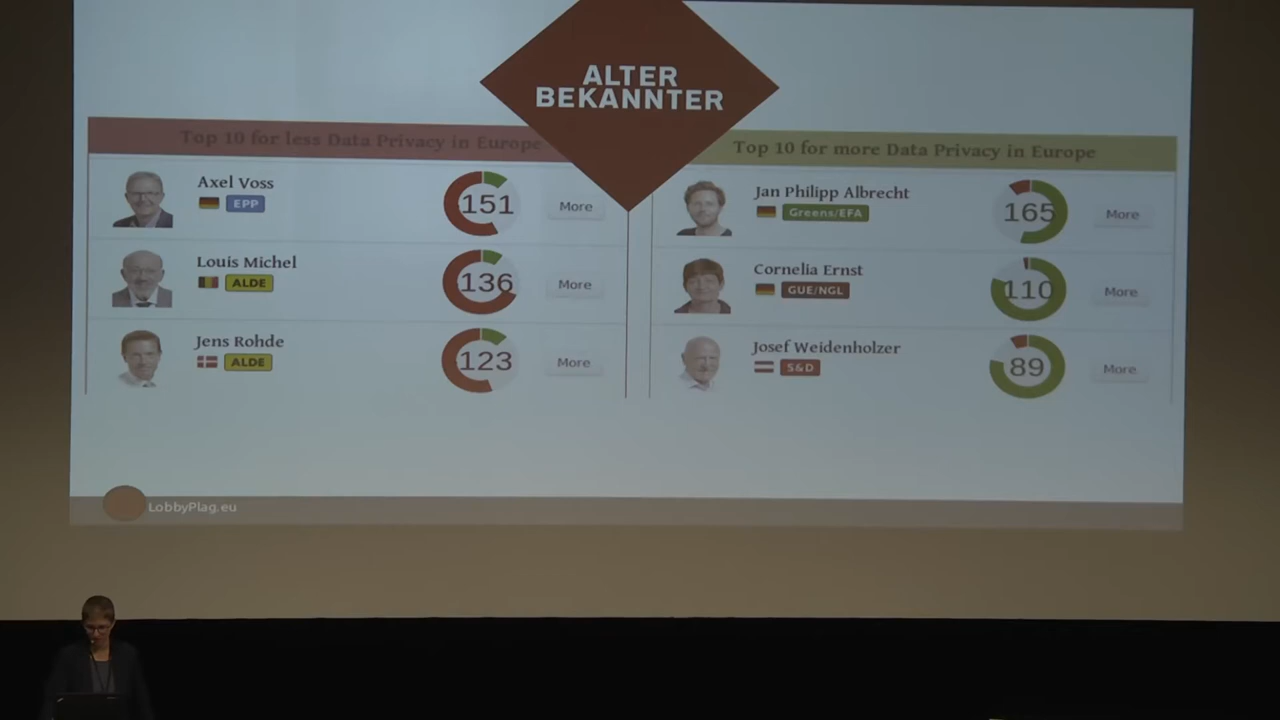 ALTER
BEKANNTER
Top 10 for less Data Privacy in Europe
Axel Voss
EPP
151
More
Louis Michel
ALDE
136
More
Jens Rohde
ALDE
123
More
Top 10 for more Data Privacy in Europe
Jan Philipp Albrecht
Greens/EFA
165
More
Cornelia Ernst
GUE/NGL
110
More
Josef Weidenholzer
S&D
89
More
LobbyPlag.eu